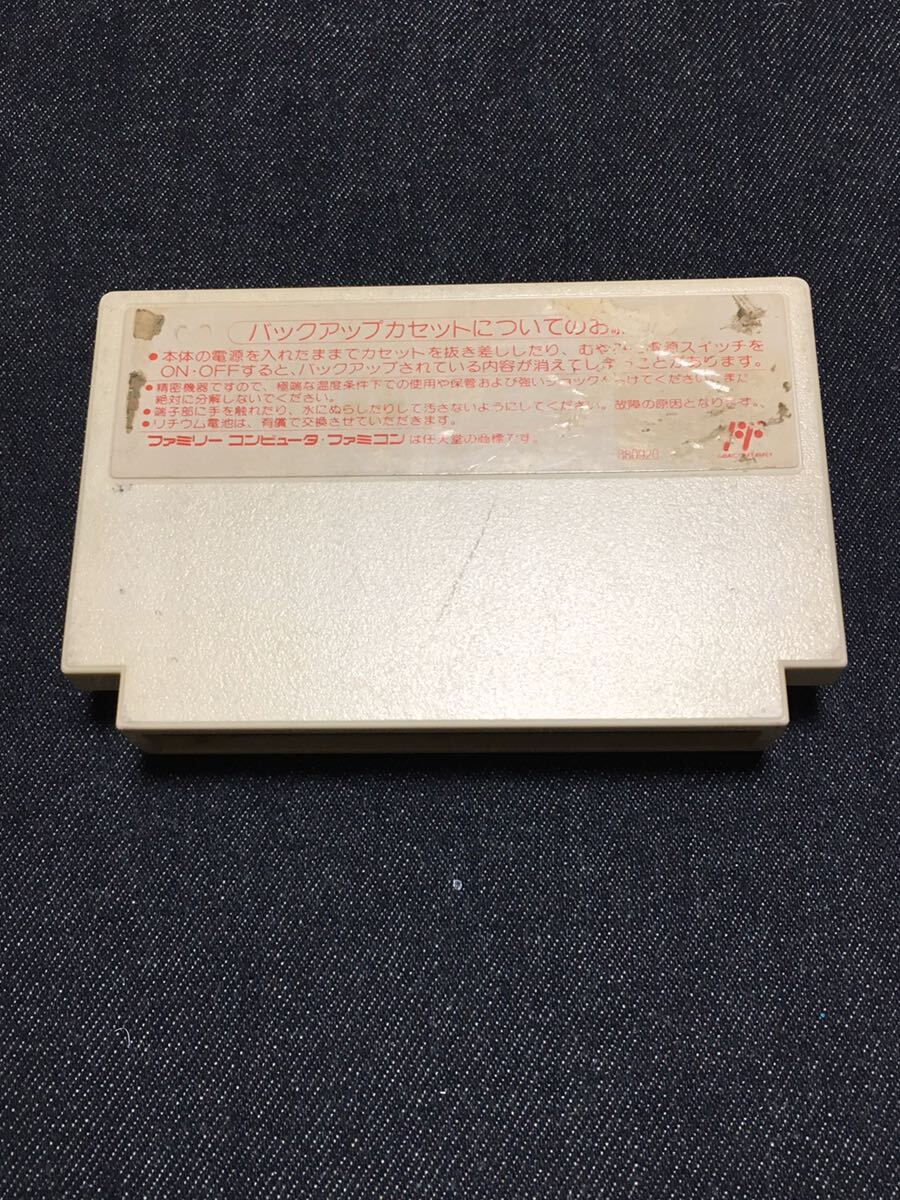 バックアップカセットについてのお
●本体の電源を入れたままでカセットを抜き差ししたり、むや 電源スイッチを
ON・OFFすると、バックアップされている内容が消えてしまうことがあります。
●精密機器ですので、極端な温度条件下での使用や保管および強いショックを けてください。また
絶対に分解しないでください。
●端子部に手を触れたり、水にぬらしたりして汚さないようにしてください。故障の原因となります。
●リチウム電池は、有償で交換させていただきます。
ファミリーコンピュータ・ファミコンは任天堂の商標です。